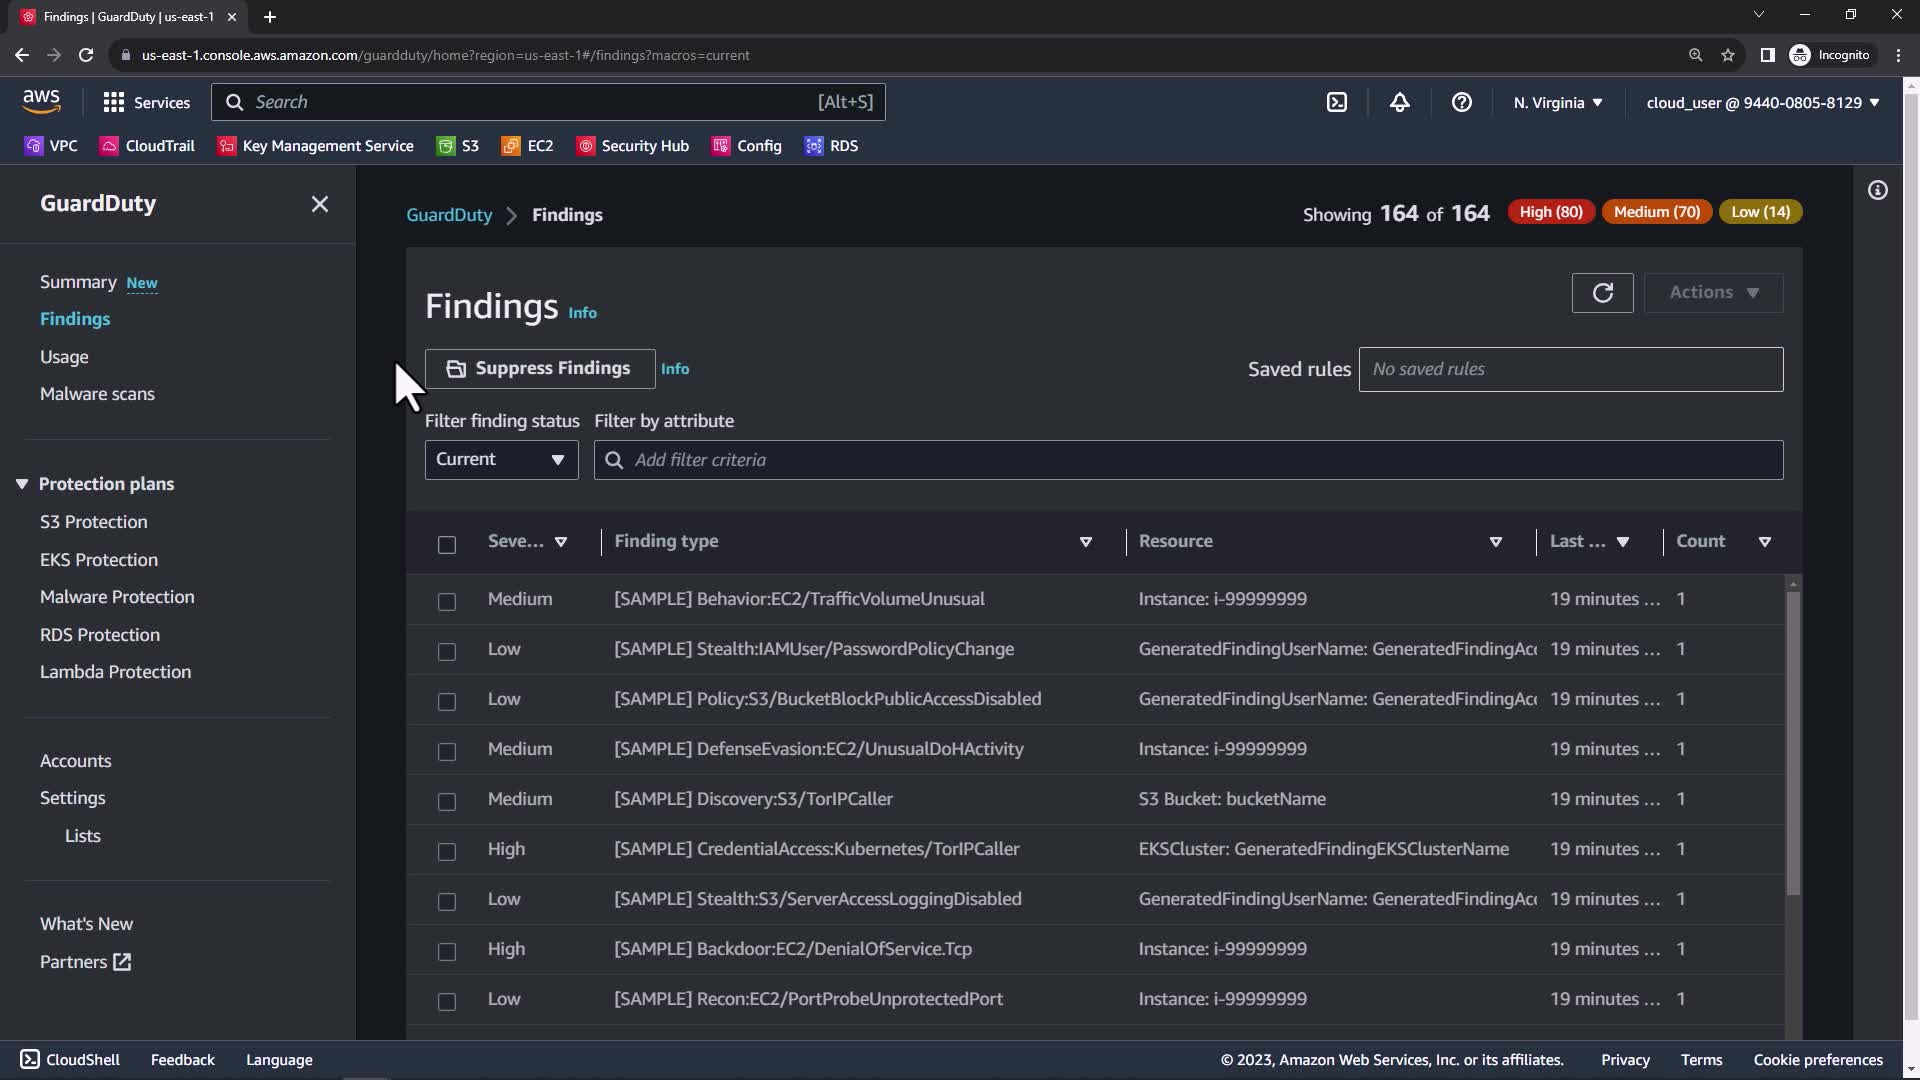 Findings | GuardDuty | us-east-1
us-east-1.console.aws.amazon.com/guardduty/home?region=us-east-1#/findings?macros=current
Incognito
aws
Services
Search
[Alt+S]
N. Virginia
cloud_user @ 9440-0805-8129
VPC
CloudTrail
Key Management Service
S3
EC2
Security Hub
Config
RDS
GuardDuty
Summary New
Findings
Usage
Malware scans
Protection plans
S3 Protection
EKS Protection
Malware Protection
RDS Protection
Lambda Protection
Accounts
Settings
Lists
What's New
Partners
GuardDuty > Findings
Showing 164 of 164 High (80) Medium (70) Low (14)
Findings Info
Actions
Suppress Findings Info
Saved rules No saved rules
Filter finding status Filter by attribute
Current Add filter criteria
Seve... Finding type Resource Last ... Count
Medium [SAMPLE] Behavior:EC2/TrafficVolumeUnusual Instance: i-99999999 19 minutes ... 1
Low [SAMPLE] Stealth:IAMUser/PasswordPolicyChange GeneratedFindingUserName: GeneratedFindingAcc 19 minutes ... 1
Low [SAMPLE] Policy:S3/BucketBlockPublicAccessDisabled GeneratedFindingUserName: GeneratedFindingAcc 19 minutes ... 1
Medium [SAMPLE] DefenseEvasion:EC2/UnusualDoHActivity Instance: i-99999999 19 minutes ... 1
Medium [SAMPLE] Discovery:S3/TorIPCaller S3 Bucket: bucketName 19 minutes ... 1
High [SAMPLE] CredentialAccess:Kubernetes/TorIPCaller EKSCluster: GeneratedFindingEKSClusterName 19 minutes ... 1
Low [SAMPLE] Stealth:S3/ServerAccessLoggingDisabled GeneratedFindingUserName: GeneratedFindingAcc 19 minutes ... 1
High [SAMPLE] Backdoor:EC2/DenialOfService.Tcp Instance: i-99999999 19 minutes ... 1
Low [SAMPLE] Recon:EC2/PortProbeUnprotectedPort Instance: i-99999999 19 minutes ... 1
CloudShell Feedback Language
© 2023, Amazon Web Services, Inc. or its affiliates. Privacy Terms Cookie preferences